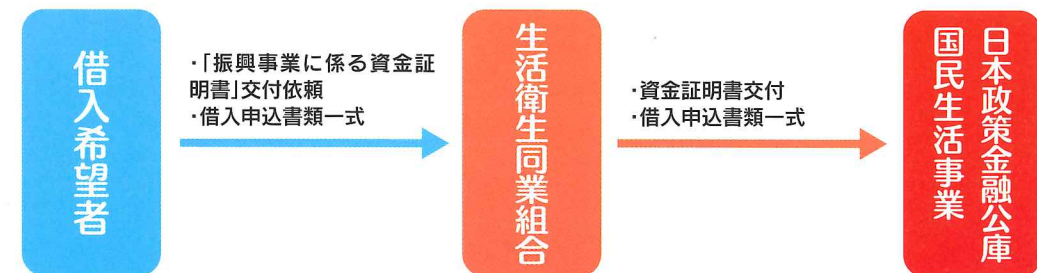 借入希望者
・「振興事業に係る資金証
明書」交付依頼
・借入申込書類一式
生活衛生同業組合
・資金証明書交付
・借入申込書類一式
日本政策金融公庫
国民生活事業